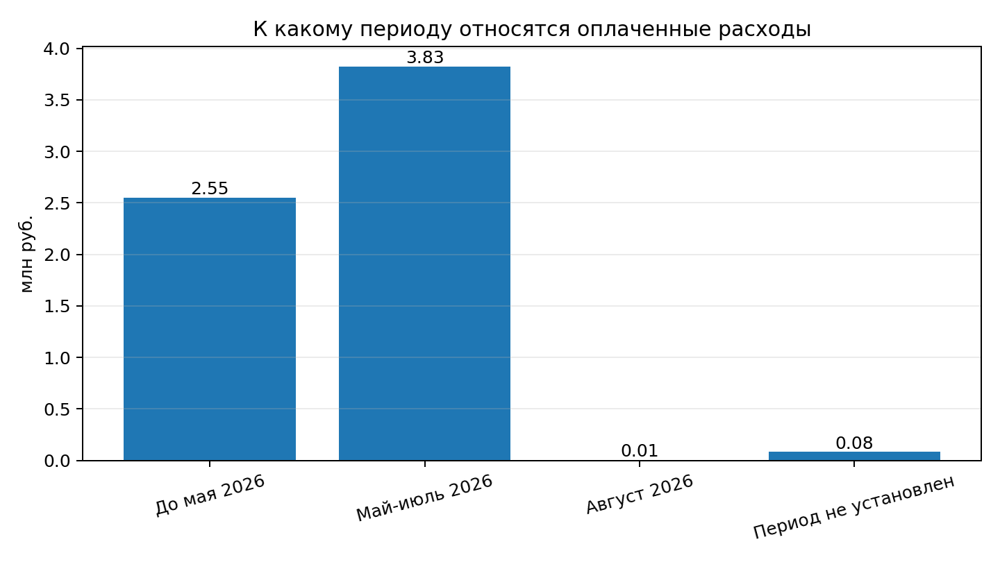 К какому периоду относятся оплаченные расходы
млн руб.
4.0
3.5
3.0
2.5
2.0
1.5
1.0
0.5
0.0
2.55
3.83
0.01
0.08
До мая 2026
Май-июль 2026
Август 2026
Период не установлен